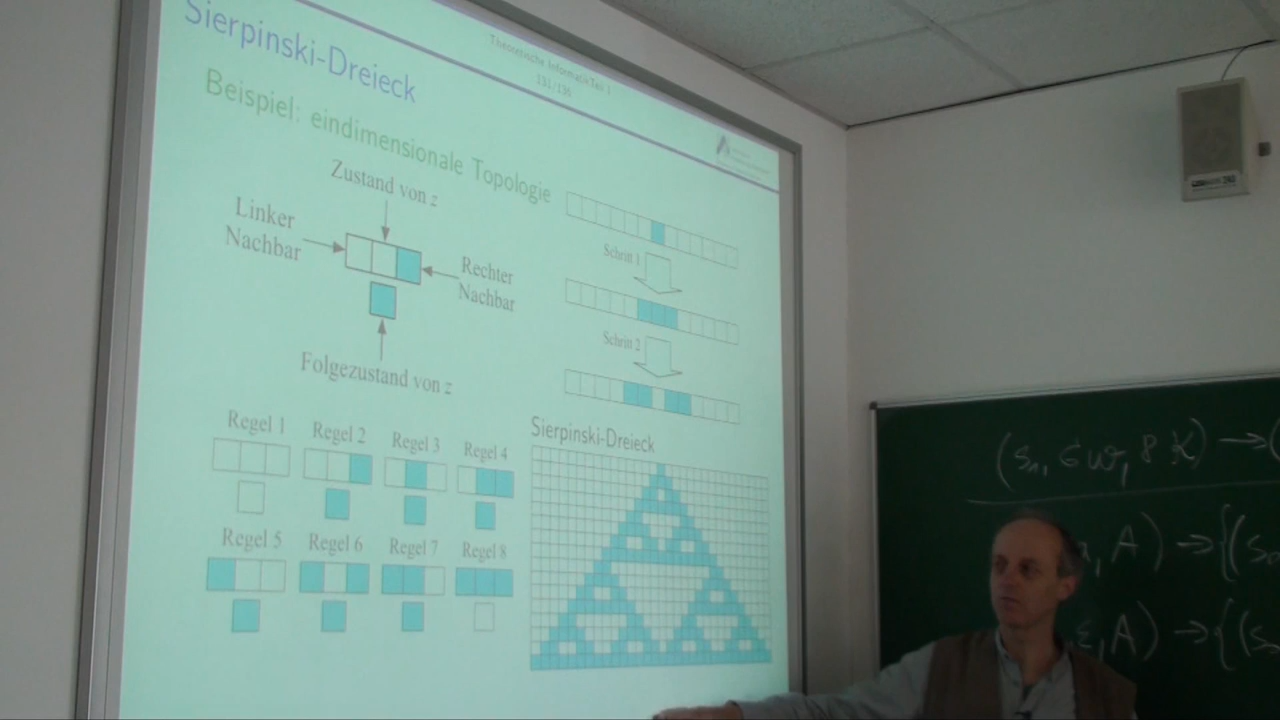 Sierpinski-Dreieck
Theoretische Informatik Teil 1
131/136
Beispiel: eindimensionale Topologie
Zustand von z
Linker
Nachbar
Rechter
Nachbar
Folgezustand von z
Schritt 1
Schritt 2
Regel 1
Regel 2
Regel 3
Regel 4
Regel 5
Regel 6
Regel 7
Regel 8
Sierpinski-Dreieck
, A) → {(s
, A) → {(s